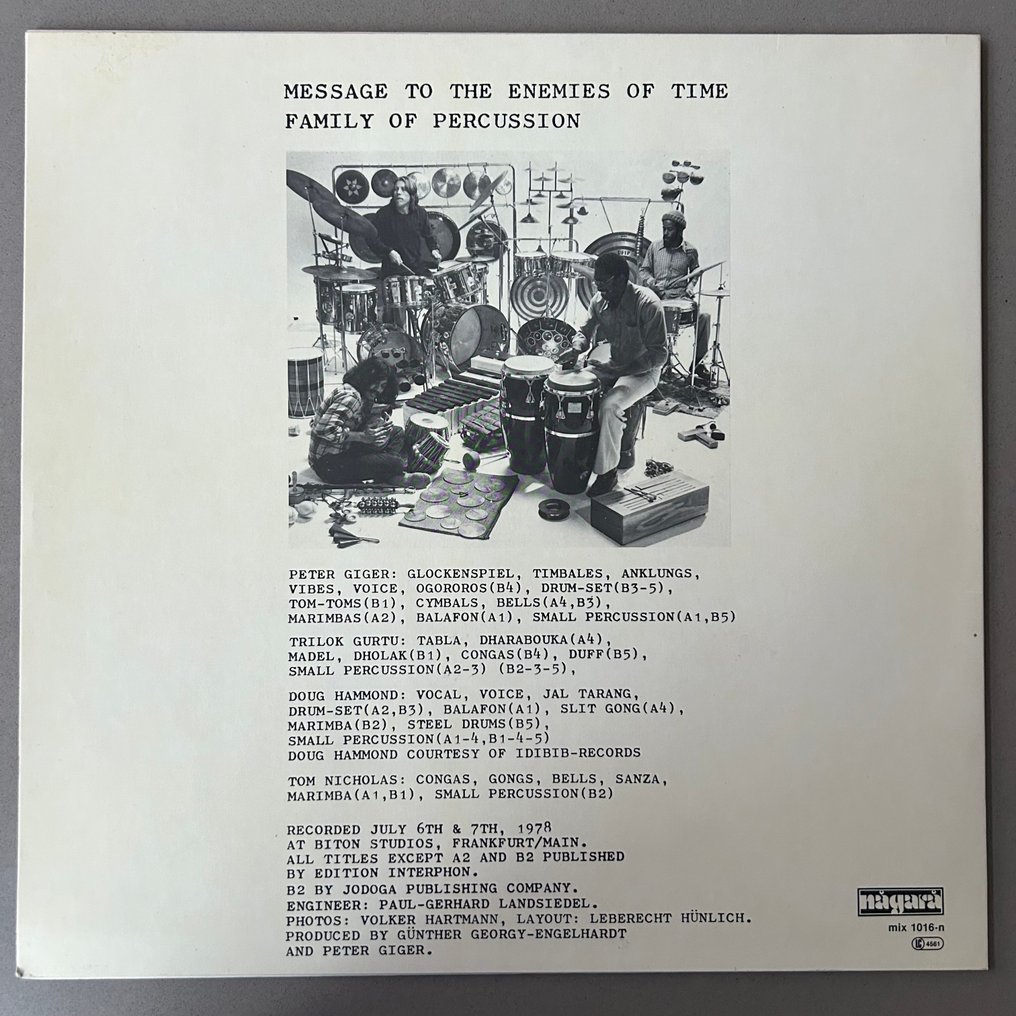 MESSAGE TO THE ENEMIES OF TIME
FAMILY OF PERCUSSION
PETER GIGER: GLOCKENSPIEL, TIMBALES, ANKLUNGS,
VIBES, VOICE, OGOROROS(B4), DRUM-SET(B3-5),
TOM-TOMS(B1), CYMBALS, BELLS(A4,B3),
MARIMBAS(A2), BALAFON(A1), SMALL PERCUSSION(A1,B5)
TRILOK GURTU: TABLA, DHARABOUKA(A4),
MADEL, DHOLAK(B1), CONGAS(B4), DUFF(B5),
SMALL PERCUSSION(A2-3) (B2-3-5),
DOUG HAMMOND: VOCAL, VOICE, JAL TARANG,
DRUM-SET(A2,B3), BALAFON(A1), SLIT GONG(A4),
MARIMBA(B2), STEEL DRUMS(B5),
SMALL PERCUSSION(A1-4,B1-4-5)
DOUG HAMMOND COURTESY OF IDIBIB-RECORDS
TOM NICHOLAS: CONGAS, GONGS, BELLS, SANZA,
MARIMBA(A1,B1), SMALL PERCUSSION(B2)
RECORDED JULY 6TH & 7TH, 1978
AT BITON STUDIOS, FRANKFURT/MAIN.
ALL TITLES EXCEPT A2 AND B2 PUBLISHED
BY EDITION INTERPHON.
B2 BY JODOGA PUBLISHING COMPANY.
ENGINEER: PAUL-GERHARD LANDSIEDEL.
PHOTOS: VOLKER HARTMANN, LAYOUT: LEBERECHT HÜNLICH.
PRODUCED BY GÜNTHER GEORGY-ENGELHARDT
AND PETER GIGER.
nagara
mix 1016-n
LC 4561